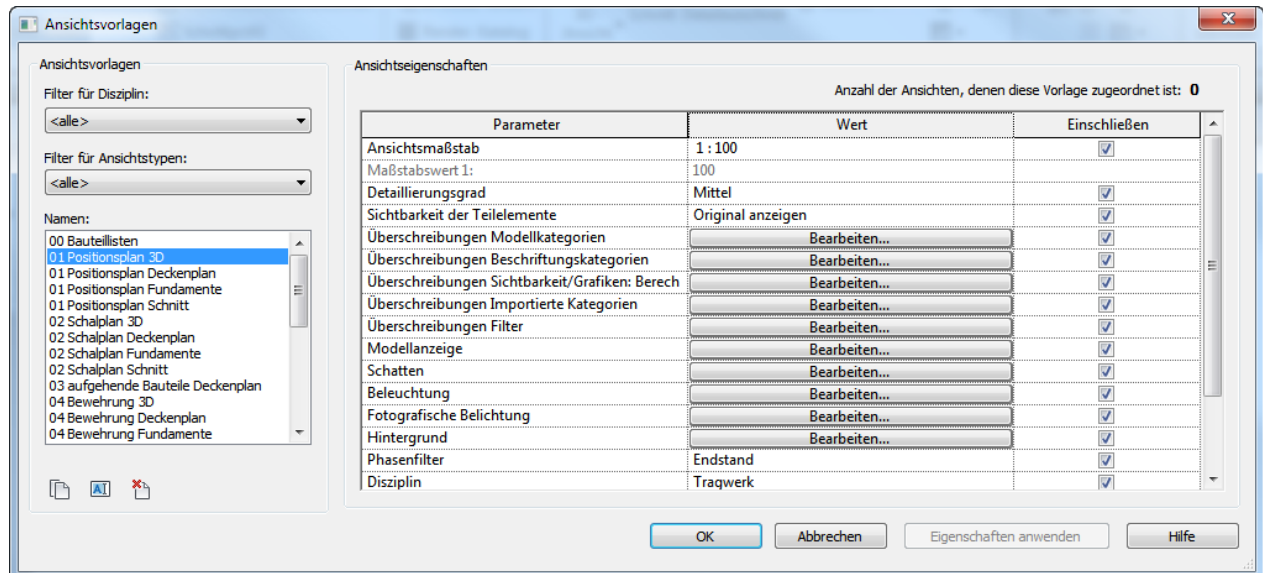 Ansichtsvorlagen
Ansichtsvorlagen
Filter für Disziplin:
<alle>
Filter für Ansichtstypen:
<alle>
Namen:
00 Bauteillisten
01 Positionsplan 3D
01 Positionsplan Deckenplan
01 Positionsplan Fundamente
01 Positionsplan Schnitt
02 Schalplan 3D
02 Schalplan Deckenplan
02 Schalplan Fundamente
02 Schalplan Schnitt
03 aufgehende Bauteile Deckenplan
04 Bewehrung 3D
04 Bewehrung Deckenplan
04 Bewehrung Fundamente
Ansichtseigenschaften
Anzahl der Ansichten, denen diese Vorlage zugeordnet ist: 0
Parameter Wert Einschließen
Ansichtsmaßstab 1 : 100
Maßstabswert 1: 100
Detaillierungsgrad Mittel
Sichtbarkeit der Teilelemente Original anzeigen
Überschreibungen Modellkategorien Bearbeiten...
Überschreibungen Beschriftungskategorien Bearbeiten...
Überschreibungen Sichtbarkeit/Grafiken: Berech Bearbeiten...
Überschreibungen Importierte Kategorien Bearbeiten...
Überschreibungen Filter Bearbeiten...
Modellanzeige Bearbeiten...
Schatten Bearbeiten...
Beleuchtung Bearbeiten...
Fotografische Belichtung Bearbeiten...
Hintergrund Bearbeiten...
Phasenfilter Endstand
Disziplin Tragwerk
OK Abbrechen Eigenschaften anwenden Hilfe